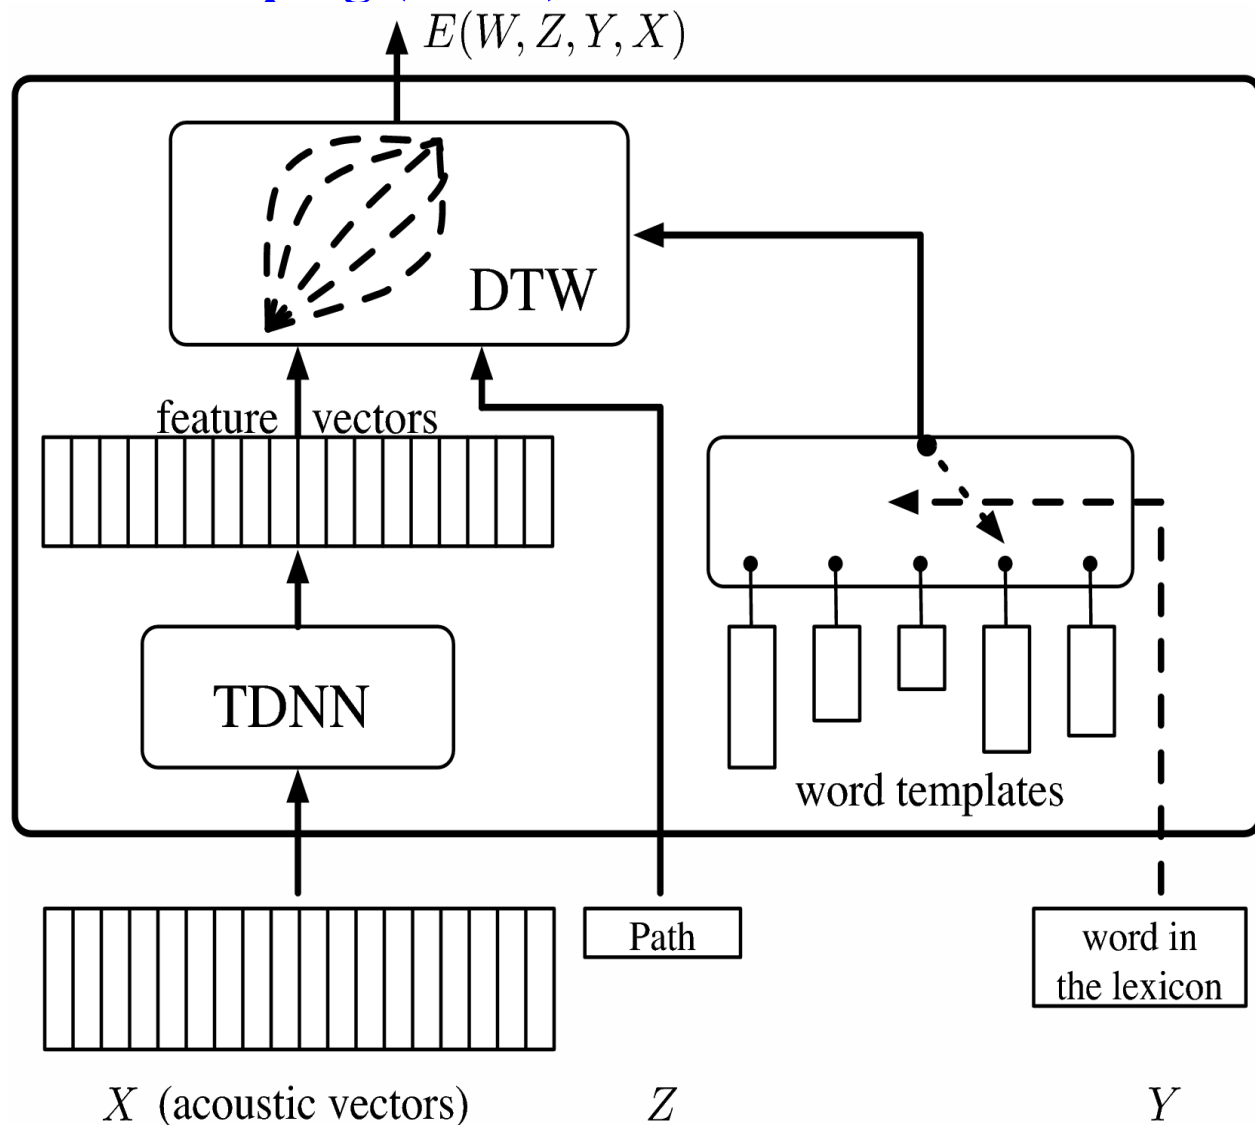 E(W, Z, Y, X)
DTW
feature vectors
TDNN
word templates
Path
word in
the lexicon
X (acoustic vectors)
Z
Y